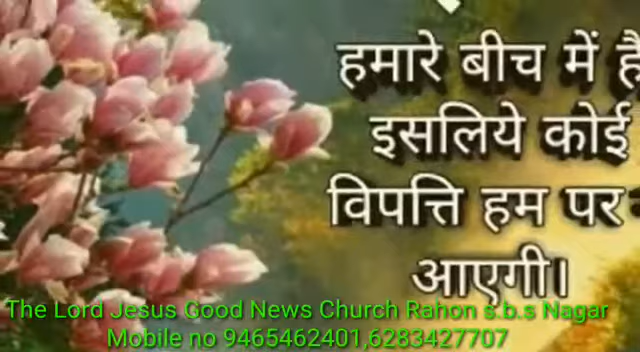 हमारे बीच में है
इसलिये कोई
विपत्ति हम पर
आएगी।
The Lord Jesus Good News Church Rahon s.b.s Nagar
Mobile no 9465462401,6283427707